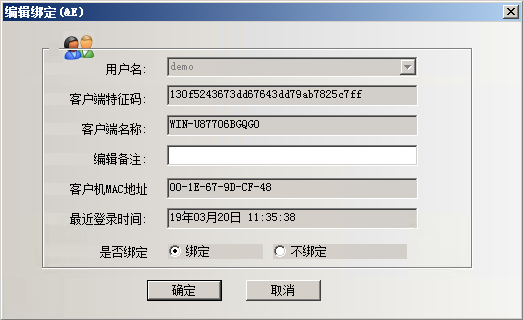 编辑绑定(&E)
用户名: demo
客户端特征码: 130f5243673dd67643dd79ab7825c7ff
客户端名称: WIN-U87706BGQGO
编辑备注:
客户机MAC地址 00-1E-67-9D-CF-48
最近登录时间: 19年03月20日 11:35:38
是否绑定 绑定 不绑定
确定 取消